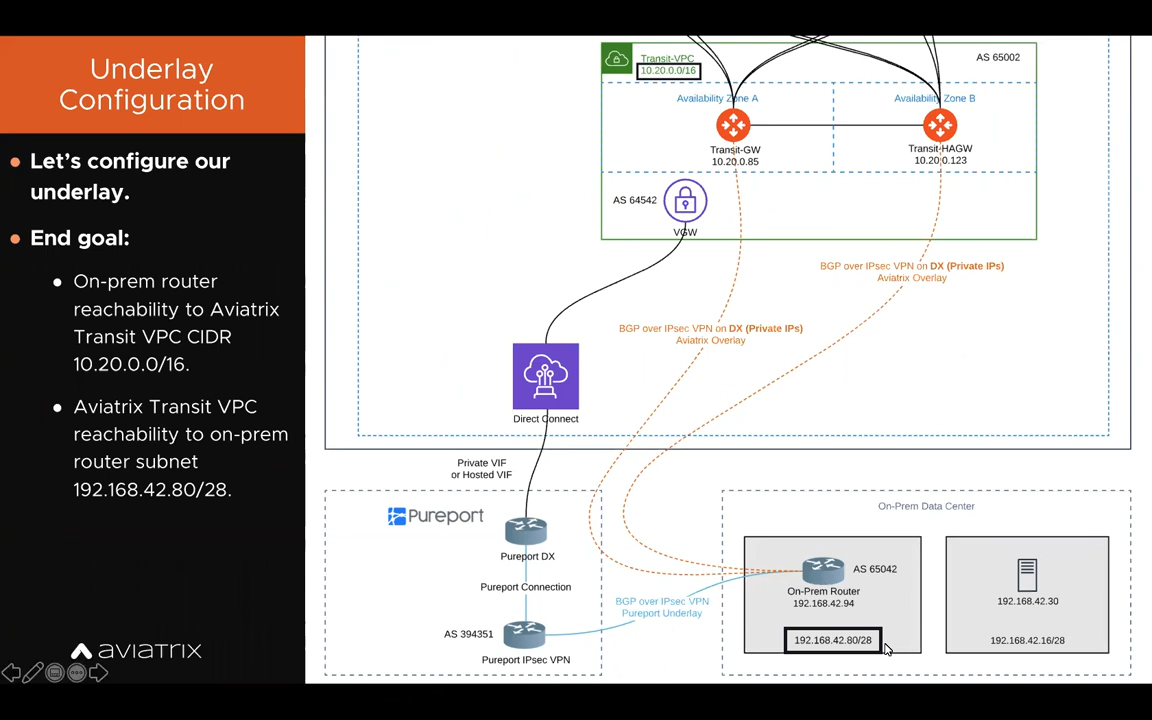 Underlay
Configuration
Let's configure our
underlay.
End goal:
On-prem router
reachability to Aviatrix
Transit VPC CIDR
10.20.0.0/16.
Aviatrix Transit VPC
reachability to on-prem
router subnet
192.168.42.80/28.
aviatrix
Transit-VPC
10.20.0.0/16
AS 65002
Availability Zone A
Availability Zone B
Transit-GW
10.20.0.85
Transit-HAGW
10.20.0.123
AS 64542
VGW
BGP over IPsec VPN on DX (Private IPs)
Aviatrix Overlay
BGP over IPsec VPN on DX (Private IPs)
Aviatrix Overlay
Direct Connect
Private VIF
or Hosted VIF
Pureport
Pureport DX
Pureport Connection
AS 394351
Pureport IPsec VPN
BGP over IPsec VPN
Pureport Underlay
On-Prem Data Center
AS 65042
On-Prem Router
192.168.42.94
192.168.42.80/28
192.168.42.30
192.168.42.16/28